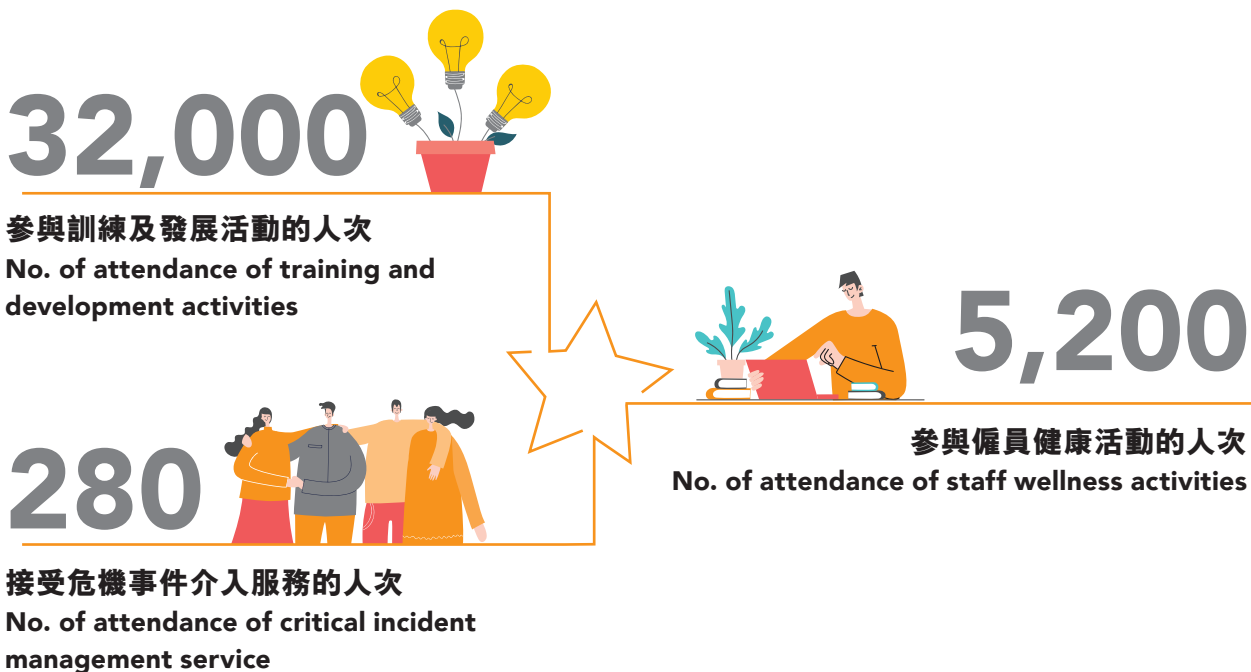 32,000
參與訓練及發展活動的人次
No. of attendance of training and
development activities
5,200
參與僱員健康活動的人次
No. of attendance of staff wellness activities
280
接受危機事件介入服務的人次
No. of attendance of critical incident
management service